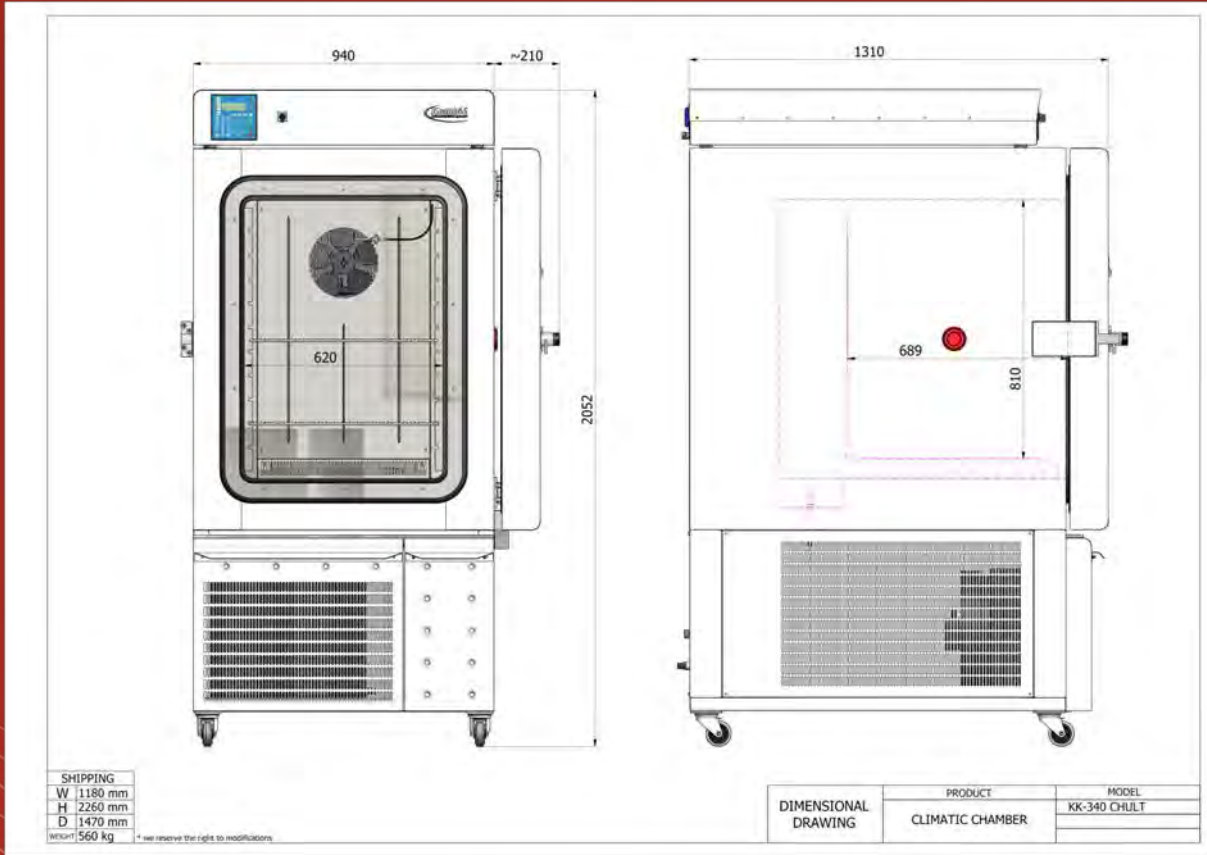 940
~210
1310
620
2052
689
810
SHIPPING
W 1180 mm
H 2260 mm
D 1470 mm
WEIGHT 560 kg
* we reserve the right to modifications
DIMENSIONAL
DRAWING
PRODUCT
CLIMATIC CHAMBER
MODEL
KK-340 CHULT